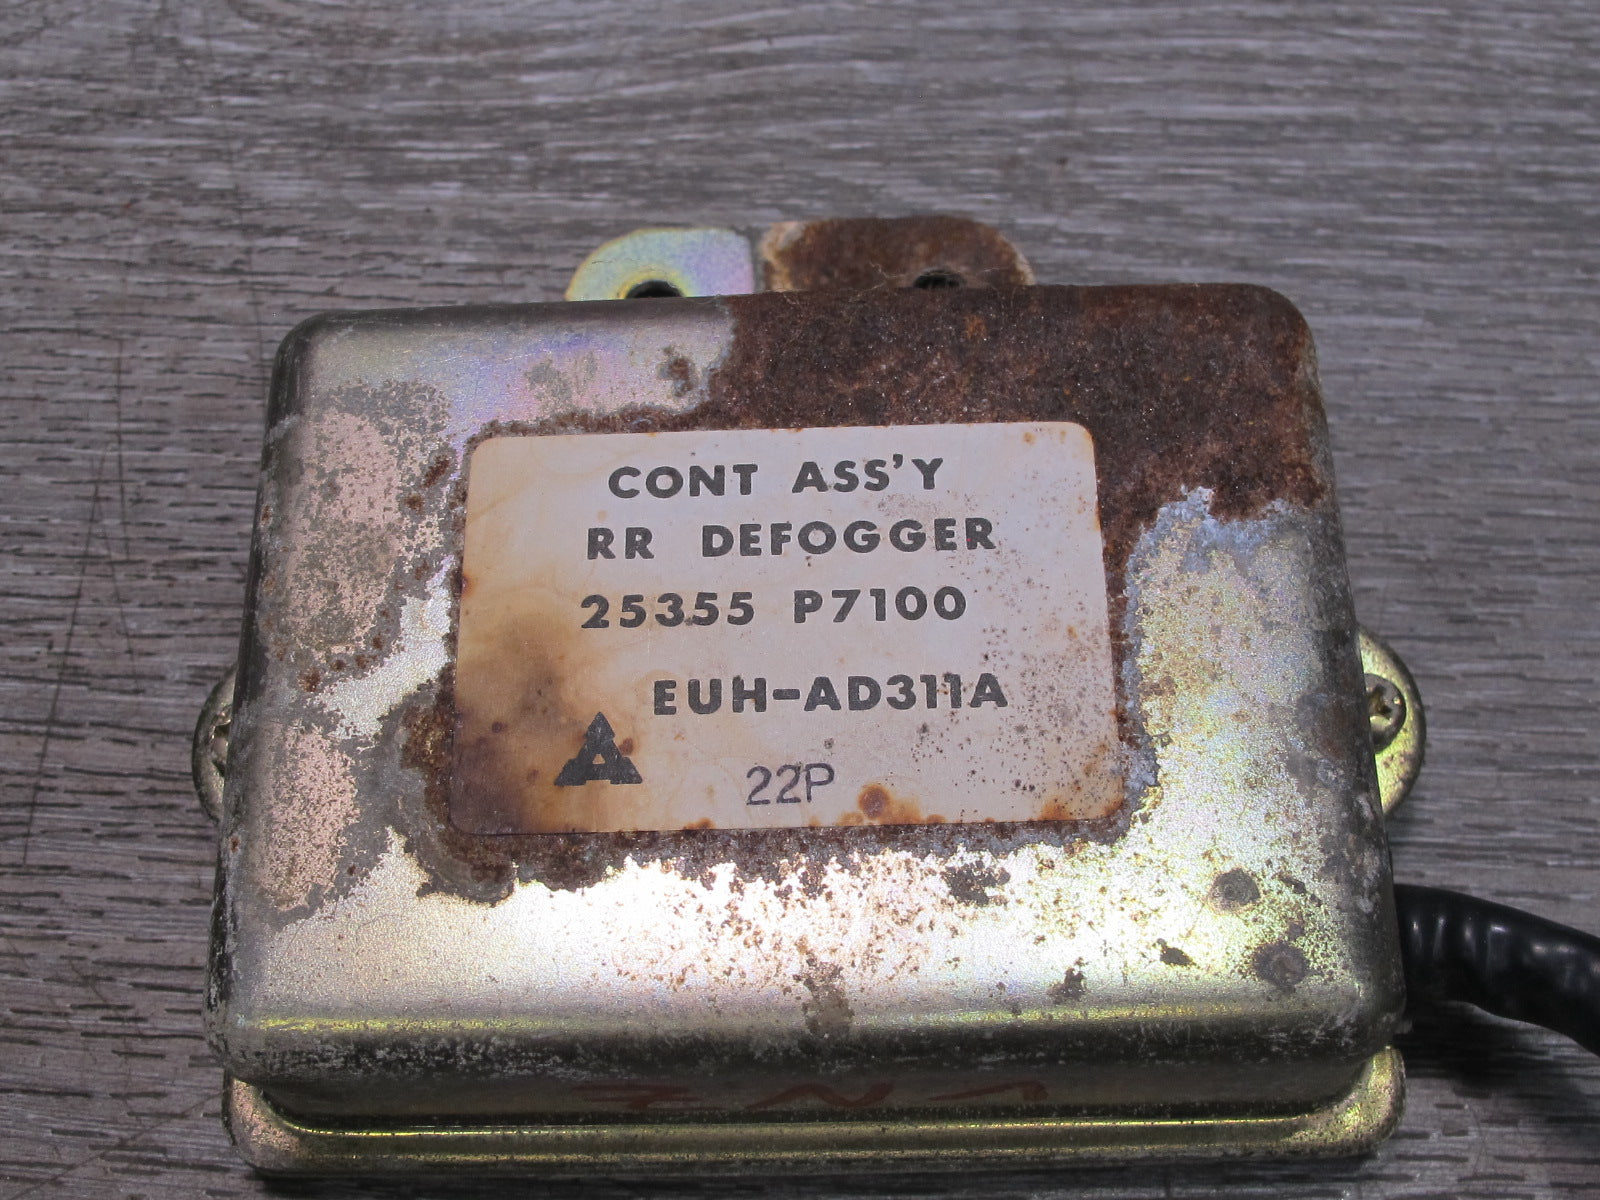 CONT ASS'Y
RR DEFOGGER
25355 P7100
EUH-AD311A
22P